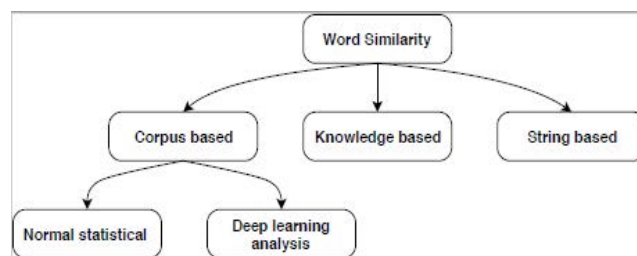 Word Similarity
Corpus based
Knowledge based
String based
Normal statistical
Deep learning
analysis